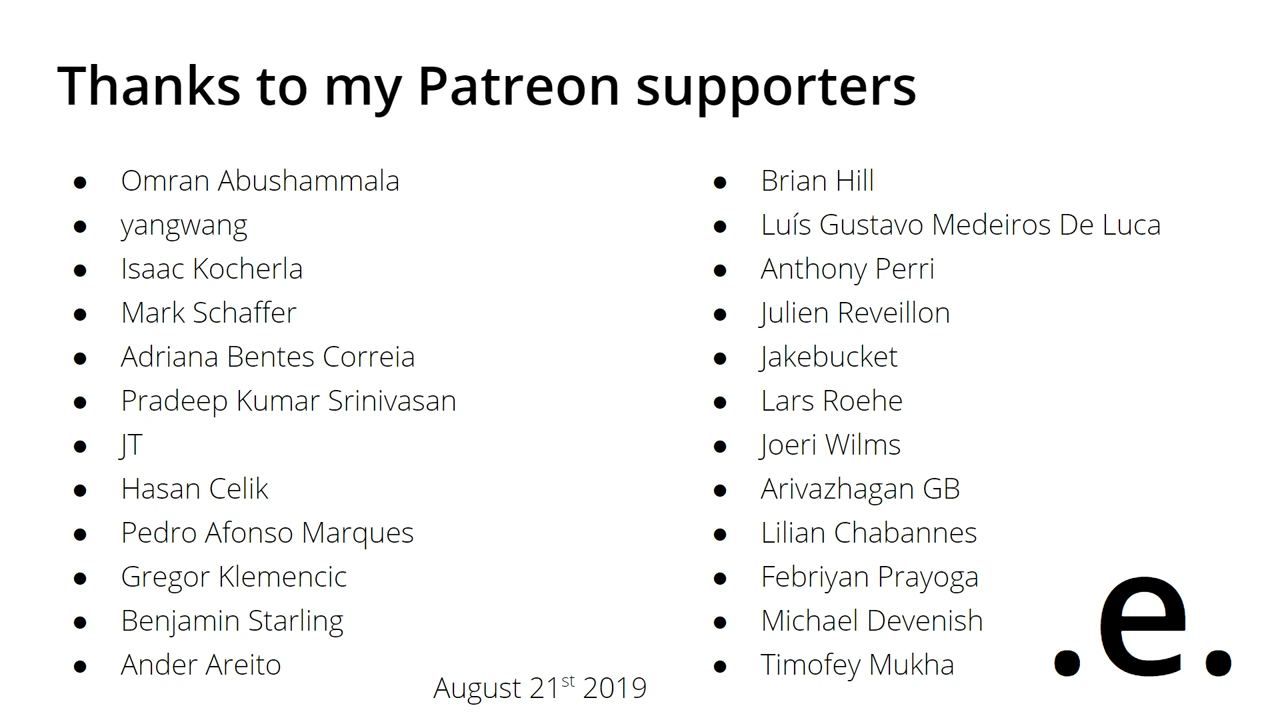 Thanks to my Patreon supporters
● Omran Abushammala
● yangwang
● Isaac Kocherla
● Mark Schaffer
● Adriana Bentes Correia
● Pradeep Kumar Srinivasan
● JT
● Hasan Celik
● Pedro Afonso Marques
● Gregor Klemencic
● Benjamin Starling
● Ander Areito
● Brian Hill
● Luís Gustavo Medeiros De Luca
● Anthony Perri
● Julien Reveillon
● Jakebucket
● Lars Roehe
● Joeri Wilms
● Arivazhagan GB
● Lilian Chabannes
● Febriyan Prayoga
● Michael Devenish
● Timofey Mukha
August 21st 2019
.e.